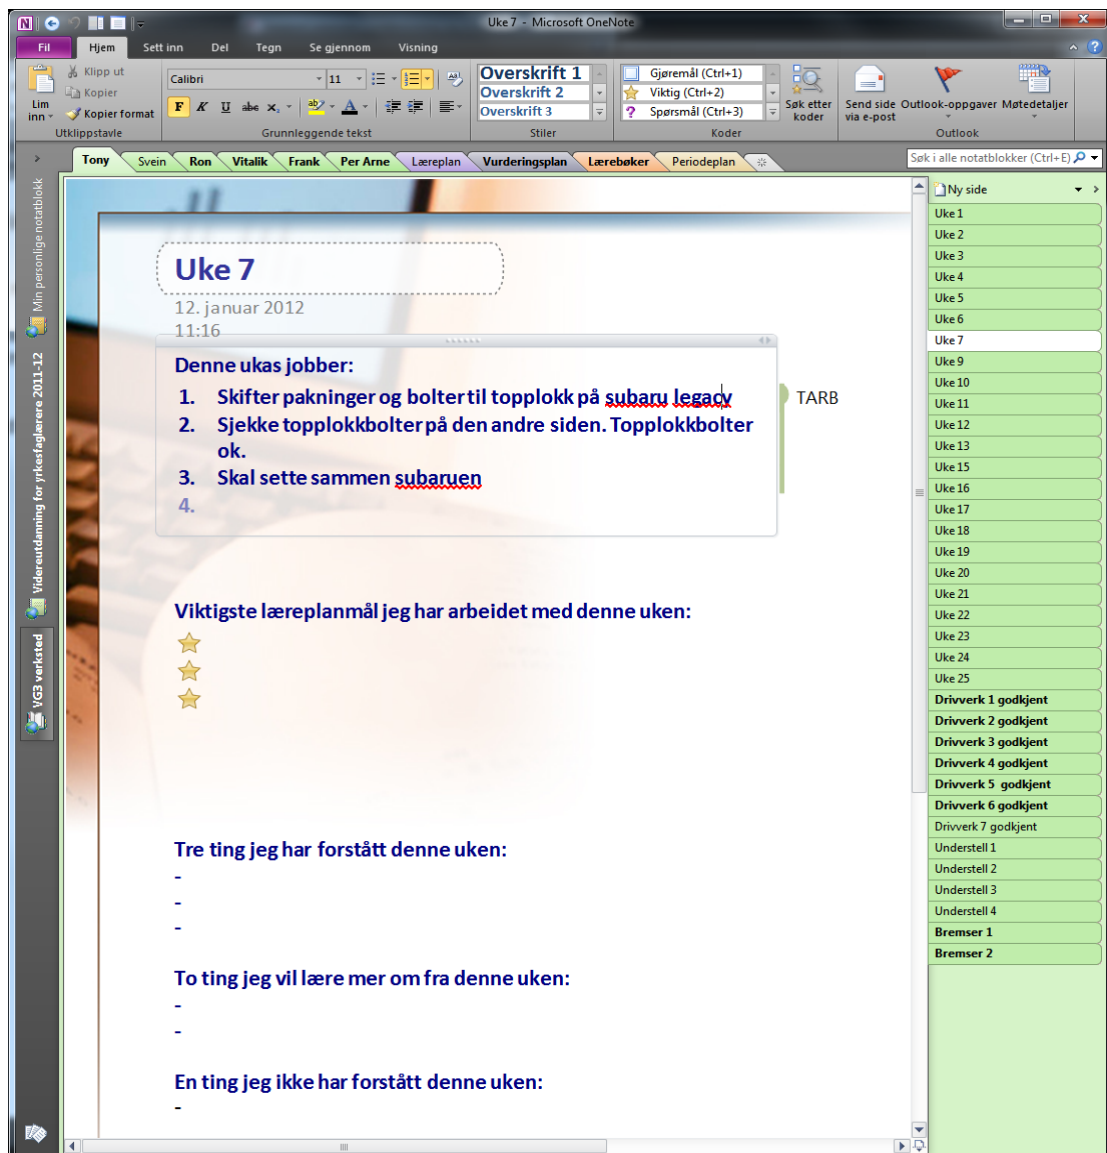 Uke 7 - Microsoft OneNote
Fil Hjem Sett inn Del Tegn Se gjennom Visning
Lim inn
Klipp ut
Kopier
Kopier format
Utklippstavle
Calibri 11
F K U abc x₂ ab A
Grunnleggende tekst
Overskrift 1
Overskrift 2
Overskrift 3
Stiler
Gjøremål (Ctrl+1)
Viktig (Ctrl+2)
? Spørsmål (Ctrl+3)
Koder
Søk etter
koder
Send side
via e-post
Outlook-oppgaver
Møtedetaljer
Outlook
Tony Svein Ron Vitalik Frank Per Arne Læreplan Vurderingsplan Lærebøker Periodeplan
Søk i alle notatblokker (Ctrl+E)
Min personlige notatblokk
Videreutdanning for yrkesfaglærere 2011-12
VG3 verksted
Uke 7
12. januar 2012
11:16
Denne ukas jobber:
1. Skifter pakninger og bolter til topplokk på subaru legacy
2. Sjekke topplokkbolter på den andre siden. Topplokkbolter
ok.
3. Skal sette sammen subaruen
4.
TARB
Viktigste læreplanmål jeg har arbeidet med denne uken:
Tre ting jeg har forstått denne uken:
-
-
-
To ting jeg vil lære mer om fra denne uken:
-
-
En ting jeg ikke har forstått denne uken:
-
Ny side
Uke 1
Uke 2
Uke 3
Uke 4
Uke 5
Uke 6
Uke 7
Uke 9
Uke 10
Uke 11
Uke 12
Uke 13
Uke 15
Uke 16
Uke 17
Uke 18
Uke 19
Uke 20
Uke 21
Uke 22
Uke 23
Uke 24
Uke 25
Drivverk 1 godkjent
Drivverk 2 godkjent
Drivverk 3 godkjent
Drivverk 4 godkjent
Drivverk 5 godkjent
Drivverk 6 godkjent
Drivverk 7 godkjent
Understell 1
Understell 2
Understell 3
Understell 4
Bremser 1
Bremser 2